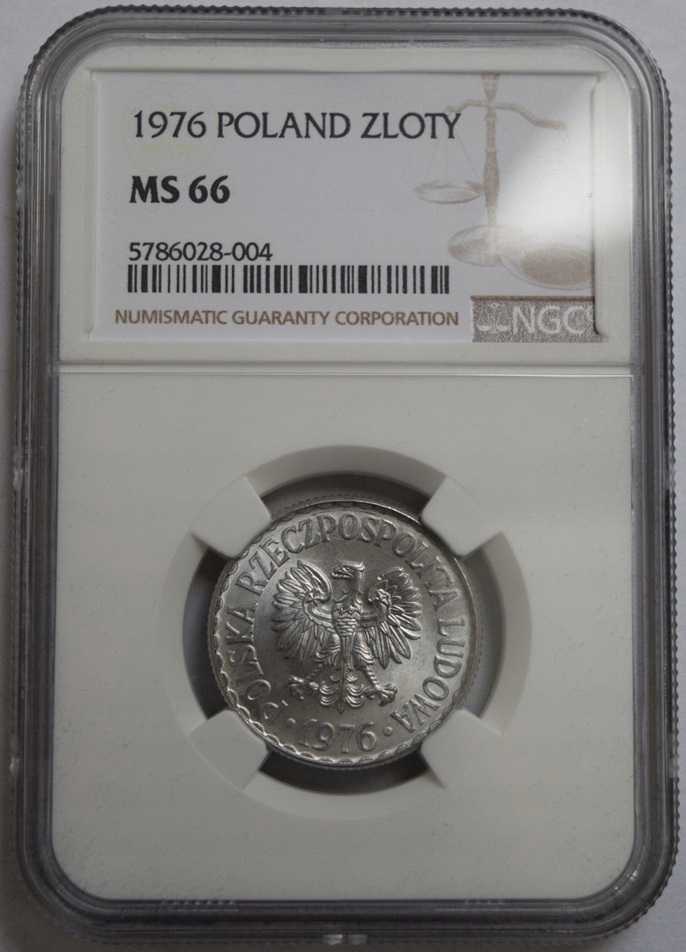 1976 POLAND ZLOTY
MS 66
5786028-004
NUMISMATIC GUARANTY CORPORATION
NGC
POLSKA RZECZPOSPOLITA LUDOWA
· 1976 ·